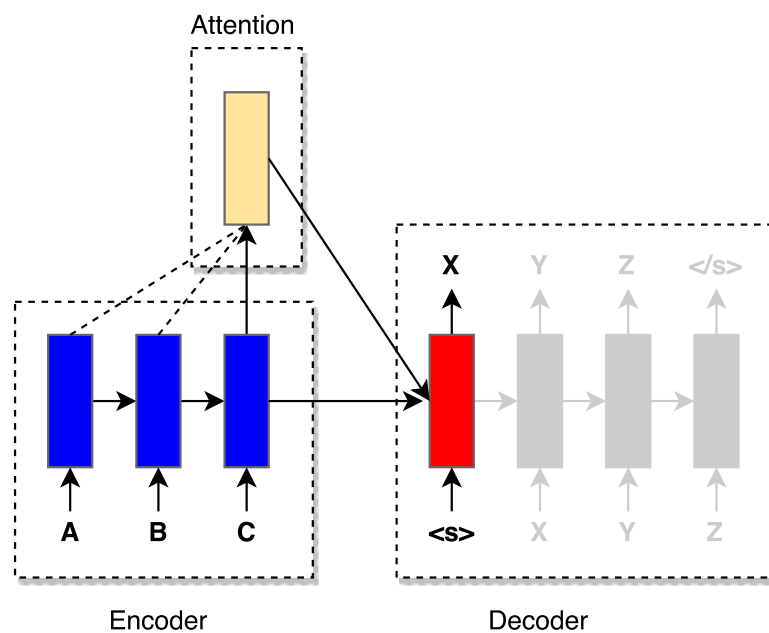 Attention
X Y Z </s>
A B C <s> X Y Z
Encoder Decoder